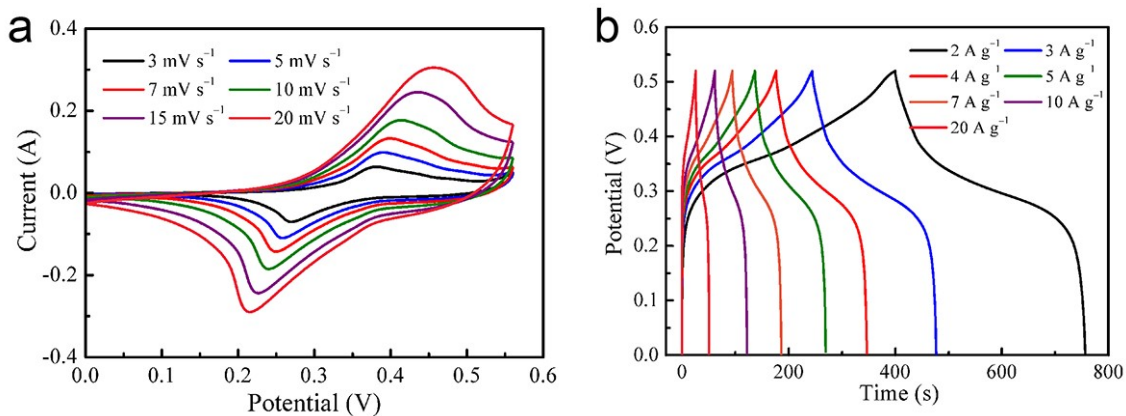 a
0.4
0.2
0.0
-0.2
-0.4
Current (A)
3 mV s⁻¹ 5 mV s⁻¹
7 mV s⁻¹ 10 mV s⁻¹
15 mV s⁻¹ 20 mV s⁻¹
0.0 0.1 0.2 0.3 0.4 0.5 0.6
Potential (V)
b
0.6
0.5
0.4
0.3
0.2
0.1
0.0
Potential (V)
2 A g⁻¹ 3 A g⁻¹
4 A g⁻¹ 5 A g⁻¹
7 A g⁻¹ 10 A g⁻¹
20 A g⁻¹
0 200 400 600 800
Time (s)